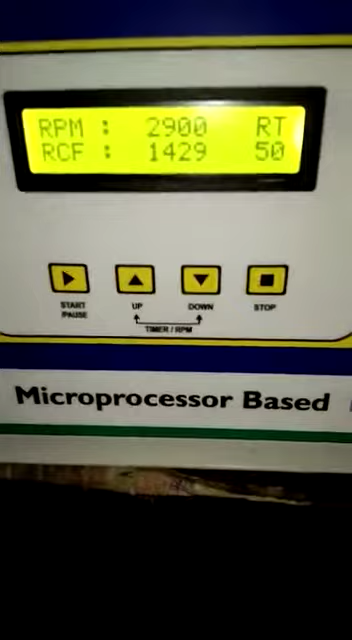 RPM : 2900 RT
RCF : 1429 50
START /PAUSE
UP
DOWN
STOP
TIMER / RPM
Microprocessor Based